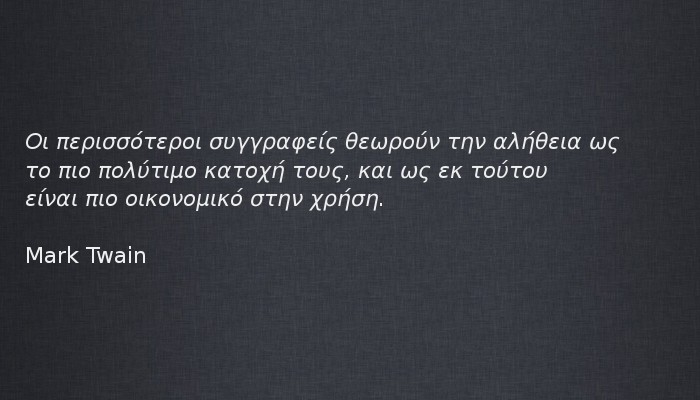 Οι περισσότεροι συγγραφείς θεωρούν την αλήθεια ως
το πιο πολύτιμο κατοχή τους, και ως εκ τούτου
είναι πιο οικονομικό στην χρήση.
Mark Twain